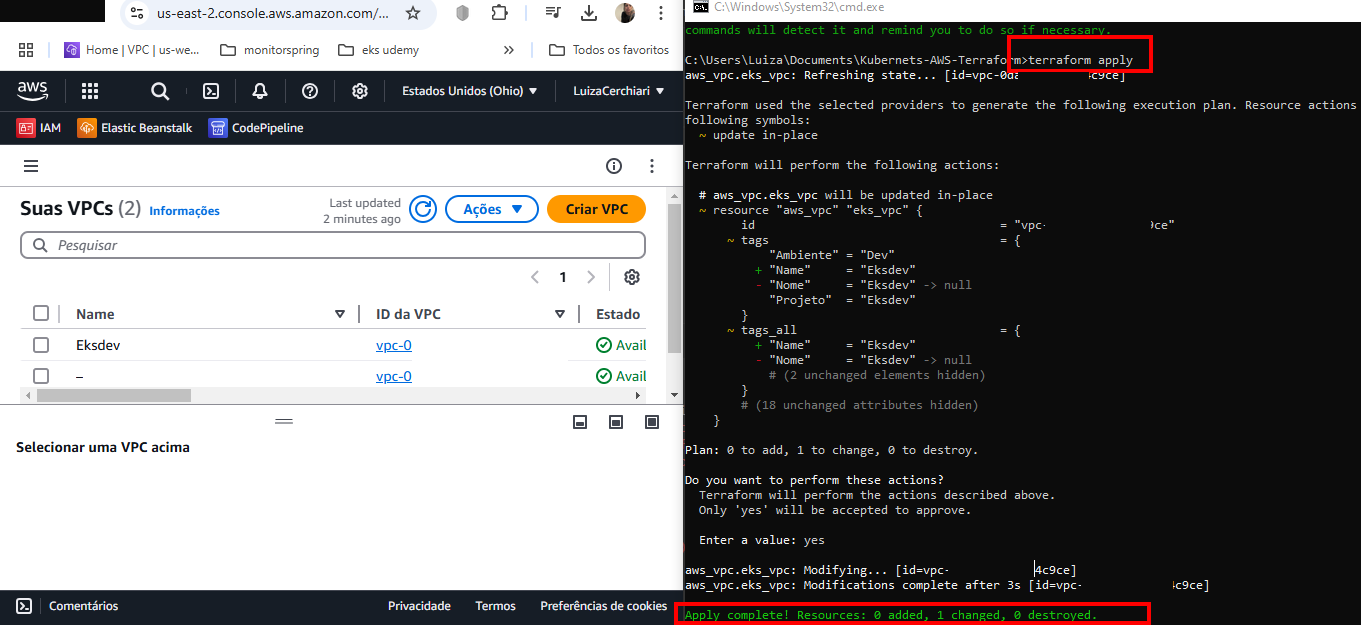 us-east-2.console.aws.amazon.com/...
Home | VPC | us-we...
monitorspring
eks udemy
»
Todos os favoritos
aws
Estados Unidos (Ohio)
LuizaCerchiari
IAM
Elastic Beanstalk
CodePipeline
Suas VPCs (2)
Informações
Last updated
2 minutes ago
Ações
Criar VPC
Pesquisar
1
Name
ID da VPC
Estado
Eksdev
vpc-0
Avail
–
vpc-0
Avail
Selecionar uma VPC acima
Comentários
Privacidade
Termos
Preferências de cookies
C:\Windows\System32\cmd.exe
commands will detect it and remind you to do so if necessary.
C:\Users\Luiza\Documents\Kubernets-AWS-Terraform>terraform apply
aws_vpc.eks_vpc: Refreshing state... [id=vpc-0da 4c9ce]
Terraform used the selected providers to generate the following execution plan. Resource actions
following symbols:
~ update in-place
Terraform will perform the following actions:
# aws_vpc.eks_vpc will be updated in-place
~ resource "aws_vpc" "eks_vpc" {
id = "vpc- 9ce"
~ tags = {
"Ambiente" = "Dev"
+ "Name" = "Eksdev"
- "Nome" = "Eksdev" -> null
"Projeto" = "Eksdev"
}
~ tags_all = {
+ "Name" = "Eksdev"
- "Nome" = "Eksdev" -> null
# (2 unchanged elements hidden)
}
# (18 unchanged attributes hidden)
}
Plan: 0 to add, 1 to change, 0 to destroy.
Do you want to perform these actions?
Terraform will perform the actions described above.
Only 'yes' will be accepted to approve.
Enter a value: yes
aws_vpc.eks_vpc: Modifying... [id=vpc- 4c9ce]
aws_vpc.eks_vpc: Modifications complete after 3s [id=vpc- 4c9ce]
Apply complete! Resources: 0 added, 1 changed, 0 destroyed.